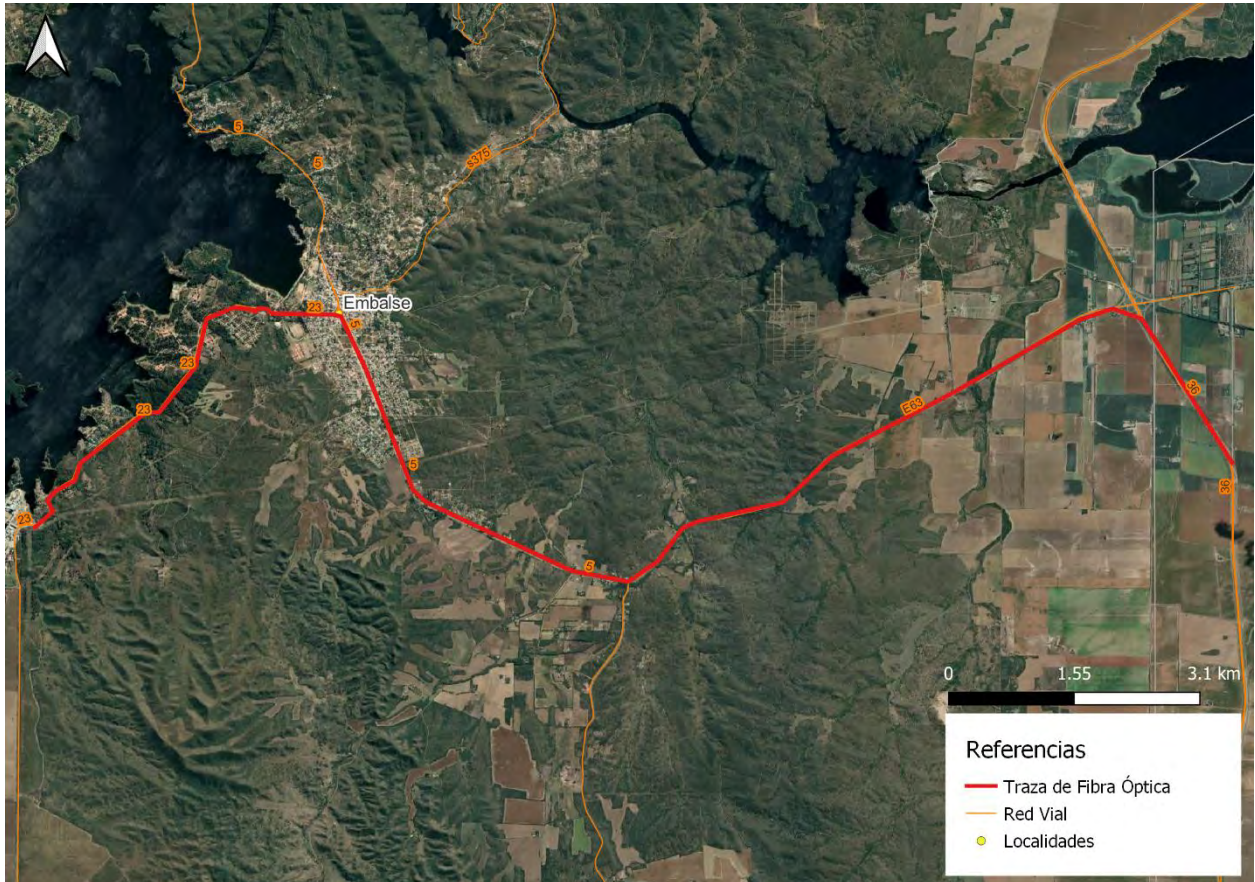 5
5
S375
23
Embalse
5
23
23
E63
36
5
36
23
5
0 1.55 3.1 km
Referencias
Traza de Fibra Óptica
Red Vial
Localidades